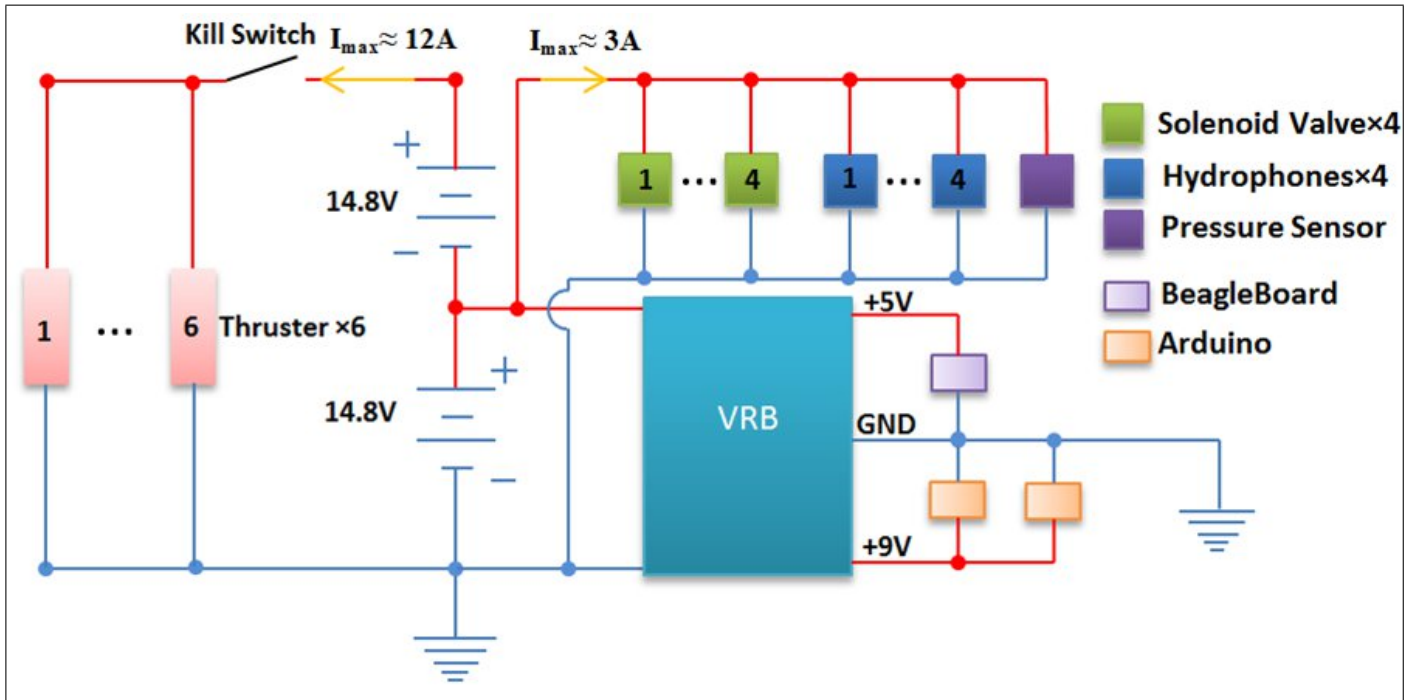 Kill Switch
Imax≈ 12A
Imax≈ 3A
+
14.8V
−
1 ... 4
1 ... 4
Solenoid Valve×4
Hydrophones×4
Pressure Sensor
BeagleBoard
Arduino
1 ... 6
Thruster ×6
+
14.8V
−
VRB
+5V
GND
+9V